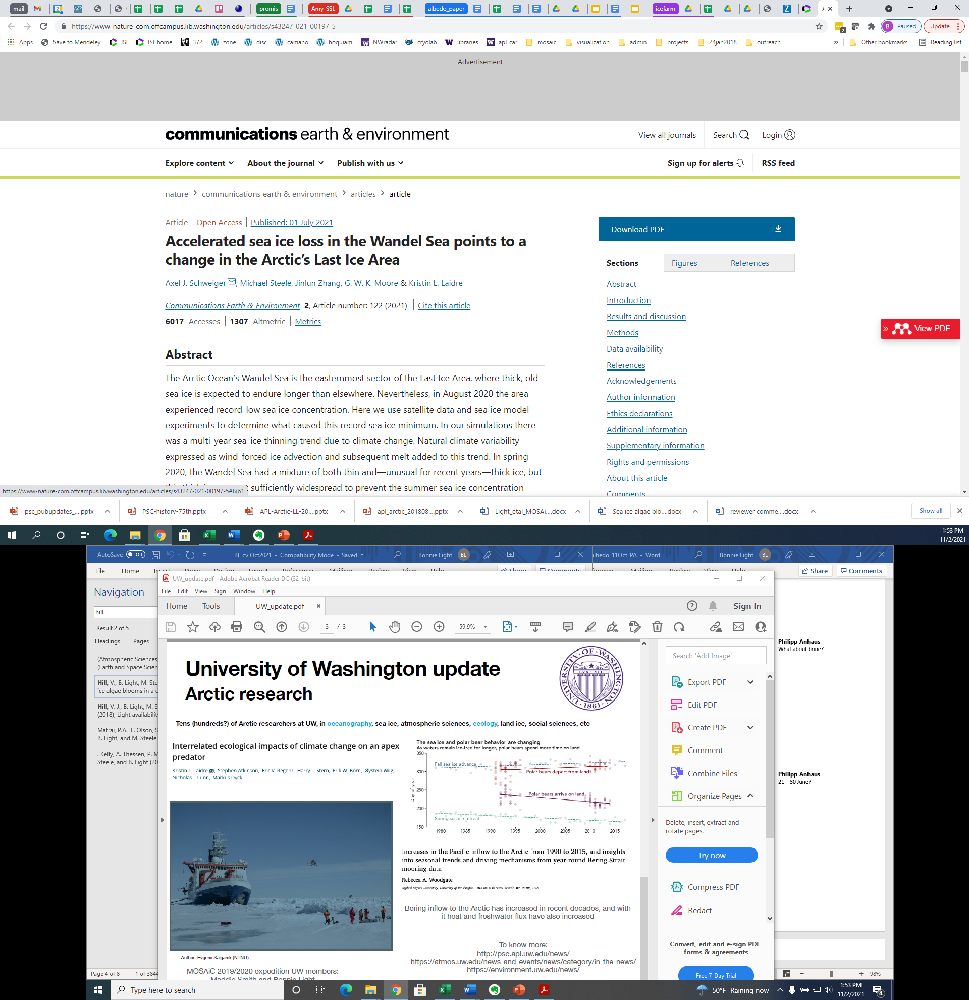 mail
promis
Amy-SSL
albedo_paper
icefarm
https://www-nature-com.offcampus.lib.washington.edu/articles/s43247-021-00197-5
2
B Paused
Update
Apps Save to Mendeley ISI ISI_home 372 zone disc camano hoquiam NWradar cryolab libraries apl_car mosaic visualization admin projects 24jan2018 outreach » Other bookmarks Reading list
Advertisement
communications earth & environment
View all journals Search Login
Explore content About the journal Publish with us
Sign up for alerts RSS feed
nature > communications earth & environment > articles > article
Article | Open Access | Published: 01 July 2021
Accelerated sea ice loss in the Wandel Sea points to a
change in the Arctic’s Last Ice Area
Axel J. Schweiger, Michael Steele, Jinlun Zhang, G. W. K. Moore & Kristin L. Laidre
Communications Earth & Environment 2, Article number: 122 (2021) | Cite this article
6017 Accesses | 1307 Altmetric | Metrics
Abstract
The Arctic Ocean’s Wandel Sea is the easternmost sector of the Last Ice Area, where thick, old
sea ice is expected to endure longer than elsewhere. Nevertheless, in August 2020 the area
experienced record-low sea ice concentration. Here we use satellite data and sea ice model
experiments to determine what caused this record sea ice minimum. In our simulations there
was a multi-year sea-ice thinning trend due to climate change. Natural climate variability
expressed as wind-forced ice advection and subsequent melt added to this trend. In spring
2020, the Wandel Sea had a mixture of both thin and—unusual for recent years—thick ice, but
sufficiently widespread to prevent the summer sea ice concentration
https://www-nature-com.offcampus.lib.washington.edu/articles/s43247-021-00197-5#Bib1
Download PDF
Sections Figures References
Abstract
Introduction
Results and discussion
Methods
Data availability
References
Acknowledgements
Author information
Ethics declarations
Additional information
Supplementary information
Rights and permissions
About this article
Comments
» View PDF
psc_pubupdates_....pptx PSC-history-75th.pptx APL-Arctic-LL-20....pptx apl_arctic_201808....pptx Light_etal_MOSAi....docx Sea ice algae blo....docx reviewer comme....docx Show all
1:53 PM
11/2/2021
AutoSave Off BL cv Oct2021 - Compatibility Mode - Saved Bonnie Light BL
albedo_11Oct_PA - Word Bonnie Light BL
File Home Insert Draw Design Layout References Mailings Review View Help Share Comments
Mailings Review View Help Share Comments
Navigation
hill
Result 2 of 5
Headings Pages
(Atmospheric Sciences)
(Earth and Space Scien
Hill, V., B. Light, M. Ste
ice algae blooms in a c
Hill, V. J., B. Light, M. S
(2018), Light availabilit
Matrai, P.A., E. Olson, S
B. Light, and M. Steele
. Kelly, A. Thessen, P. M
Steele, and B. Light (20
Page 4 of 8 1 of 3844
UW_update.pdf - Adobe Acrobat Reader DC (32-bit)
File Edit View Sign Window Help
Home Tools UW_update.pdf × Sign In
3 / 3 59.9%
University of Washington update
Arctic research
UNIVERSITY OF WASHINGTON
LVX SIT
1861
Tens (hundreds?) of Arctic researchers at UW, in oceanography, sea ice, atmospheric sciences, ecology, land ice, social sciences, etc
Interrelated ecological impacts of climate change on an apex
predator
Kristin L. Laidre, Stephen Atkinson, Eric V. Regehr, Harry L. Stern, Erik W. Born, Øystein Wiig,
Nicholas J. Lunn, Markus Dyck
The sea ice and polar bear behavior are changing
As waters remain ice-free for longer, polar bears spend more time on land
350
300
250
200
150
Day of year
Fall sea ice advance
Polar bears depart from land
Polar bears arrive on land
Spring sea ice retreat
1980 1985 1990 1995 2000 2005 2010 2015
Increases in the Pacific inflow to the Arctic from 1990 to 2015, and insights
into seasonal trends and driving mechanisms from year-round Bering Strait
mooring data
Rebecca A. Woodgate
Applied Physics Laboratory, University of Washington, 1013 NE 40th Street, Seattle, WA 98105, USA
Bering inflow to the Arctic has increased in recent decades, and with
it heat and freshwater flux have also increased
To know more:
http://psc.apl.uw.edu/news/
https://atmos.uw.edu/news-and-events/news/category/in-the-news/
https://environment.uw.edu/news/
Author: Evgenii Salganik (NTNU).
MOSAiC 2019/2020 expedition UW members:
Maddie Smith and Bonnie Light
Search 'Add Image'
Export PDF
Edit PDF
Create PDF
Comment
Combine Files
Organize Pages
Delete, insert, extract and
rotate pages.
Try now
Compress PDF
Redact
Convert, edit and e-sign PDF
forms & agreements
Free 7-Day Trial
Philipp Anhaus
What about brine?
Philipp Anhaus
21 – 30 June?
98%
Type here to search
50°F Raining now
1:53 PM
11/2/2021
4